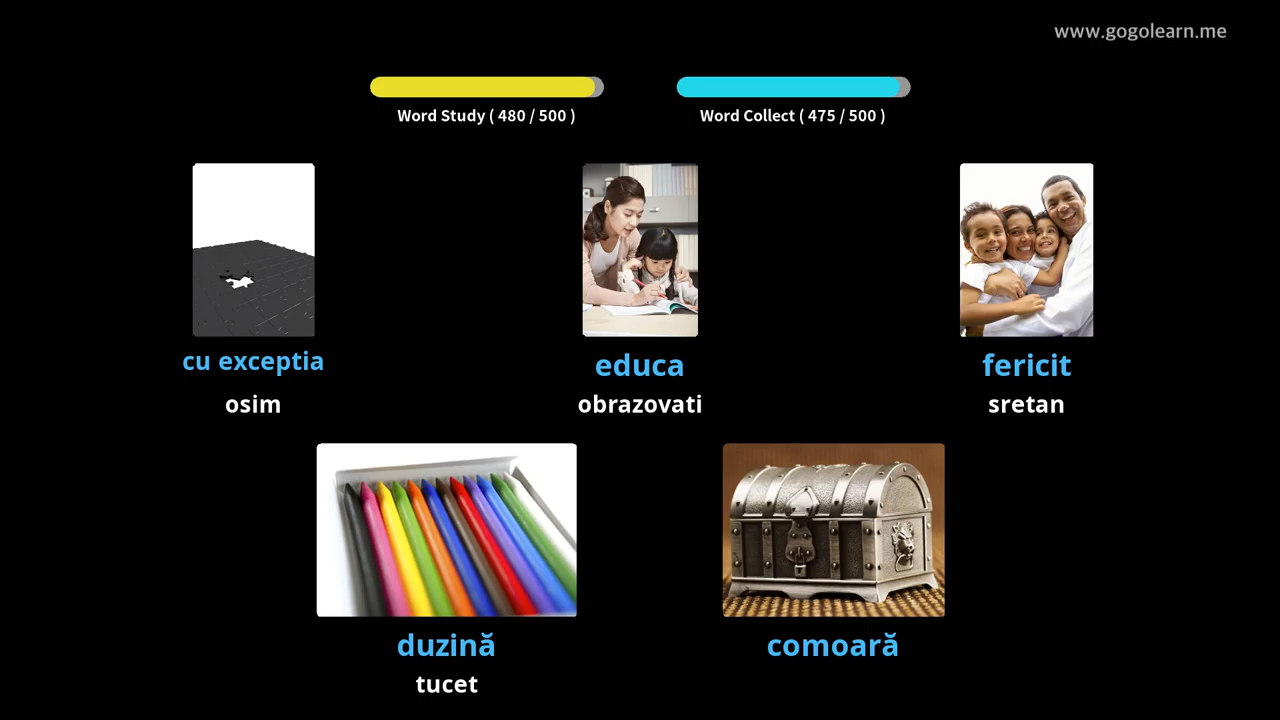 www.gogolearn.me
Word Study ( 480 / 500 )
Word Collect ( 475 / 500 )
cu exceptia
osim
educa
obrazovati
fericit
sretan
duzină
tucet
comoară